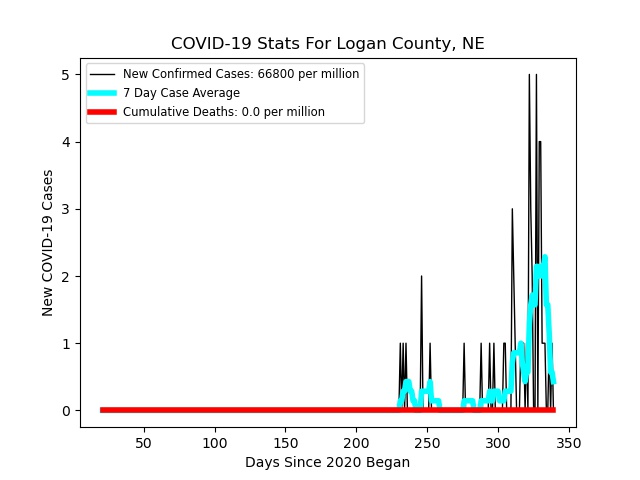 COVID-19 Stats For Logan County, NE
New Confirmed Cases: 66800 per million
7 Day Case Average
Cumulative Deaths: 0.0 per million
New COVID-19 Cases
5
4
3
2
1
0
50 100 150 200 250 300 350
Days Since 2020 Began